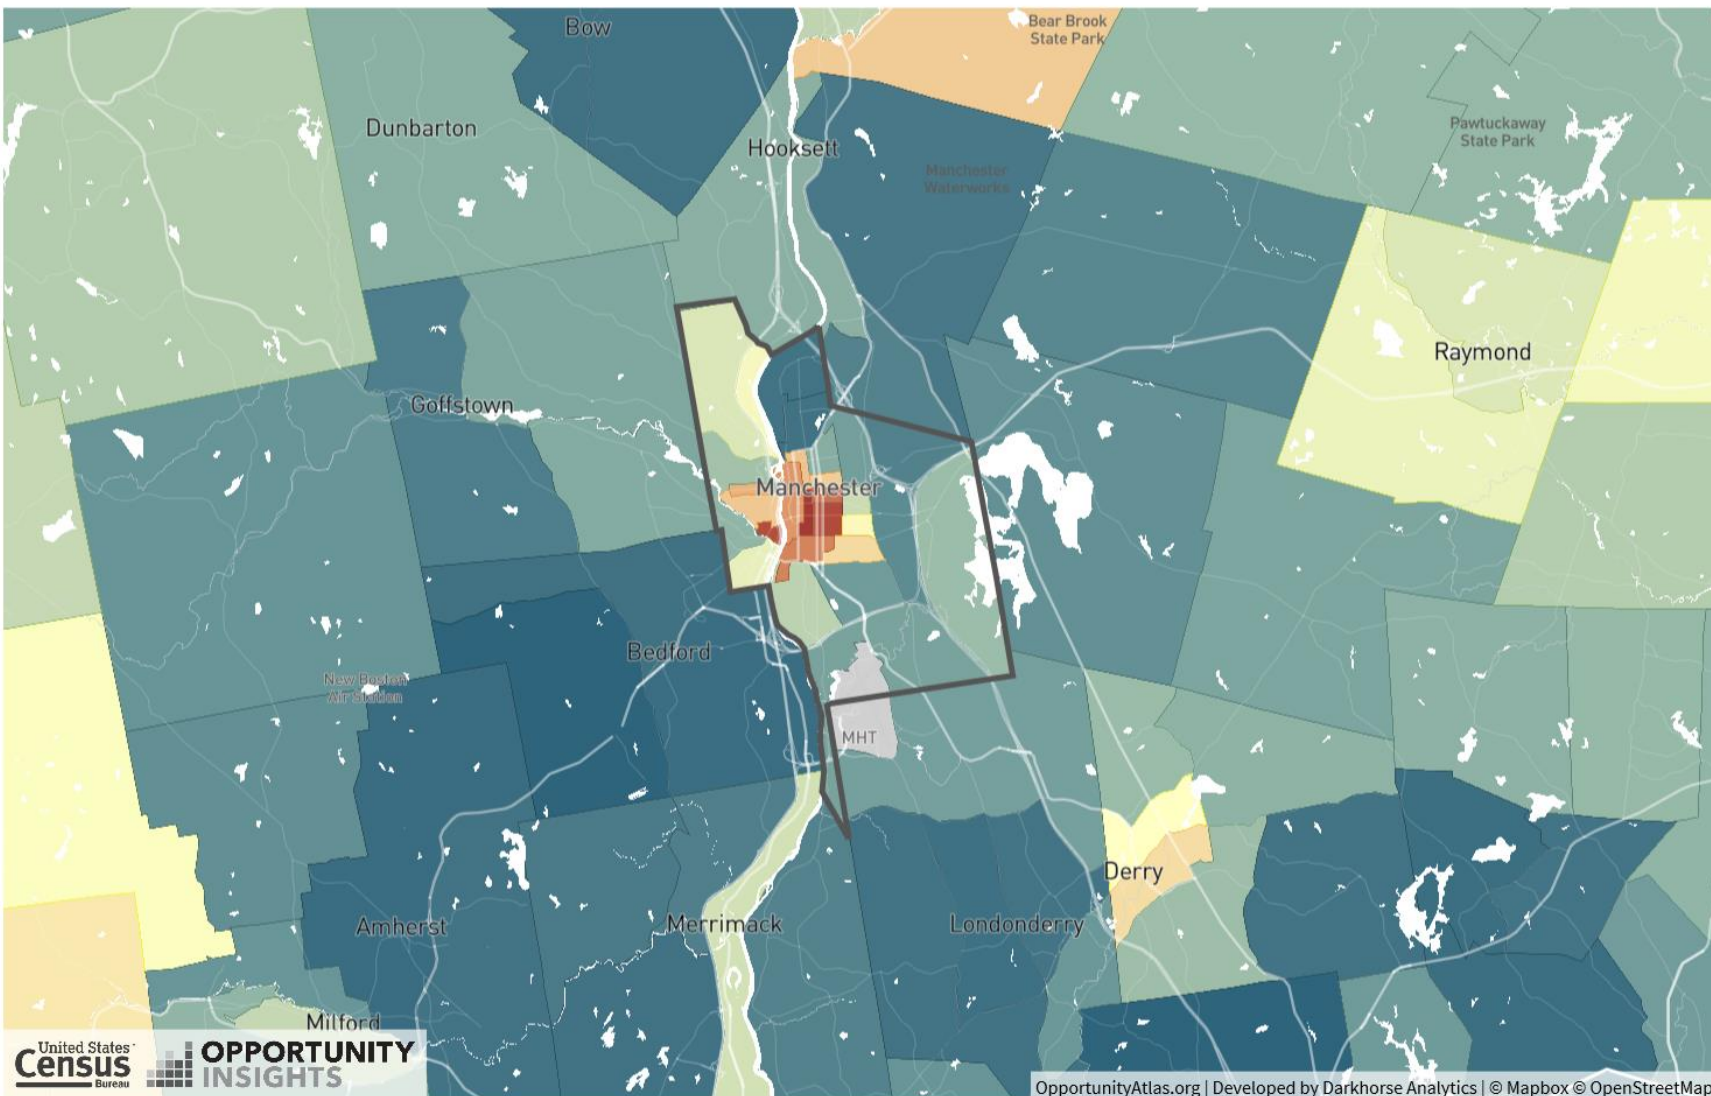 Bow
Bear Brook
State Park
Dunbarton
Hooksett
Pawtuckaway
State Park
Manchester
Waterworks
Raymond
Goffstown
Manchester
Bedford
New Boston
Air Station
MHT
Derry
Amherst
Merrimack
Londonderry
Milford
United States
Census
Bureau
OPPORTUNITY
INSIGHTS
OpportunityAtlas.org | Developed by Darkhorse Analytics | © Mapbox © OpenStreetMap